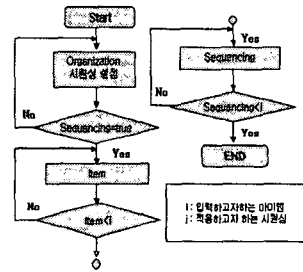 Start
Organization
시퀀싱 설정
No
Sequencing=true
Yes
Item
No
Item<i
Yes
Sequencing
No
Sequencing<j
Yes
END
i : 입력하고자하는 아이템
j : 적용하고자 하는 시퀀싱